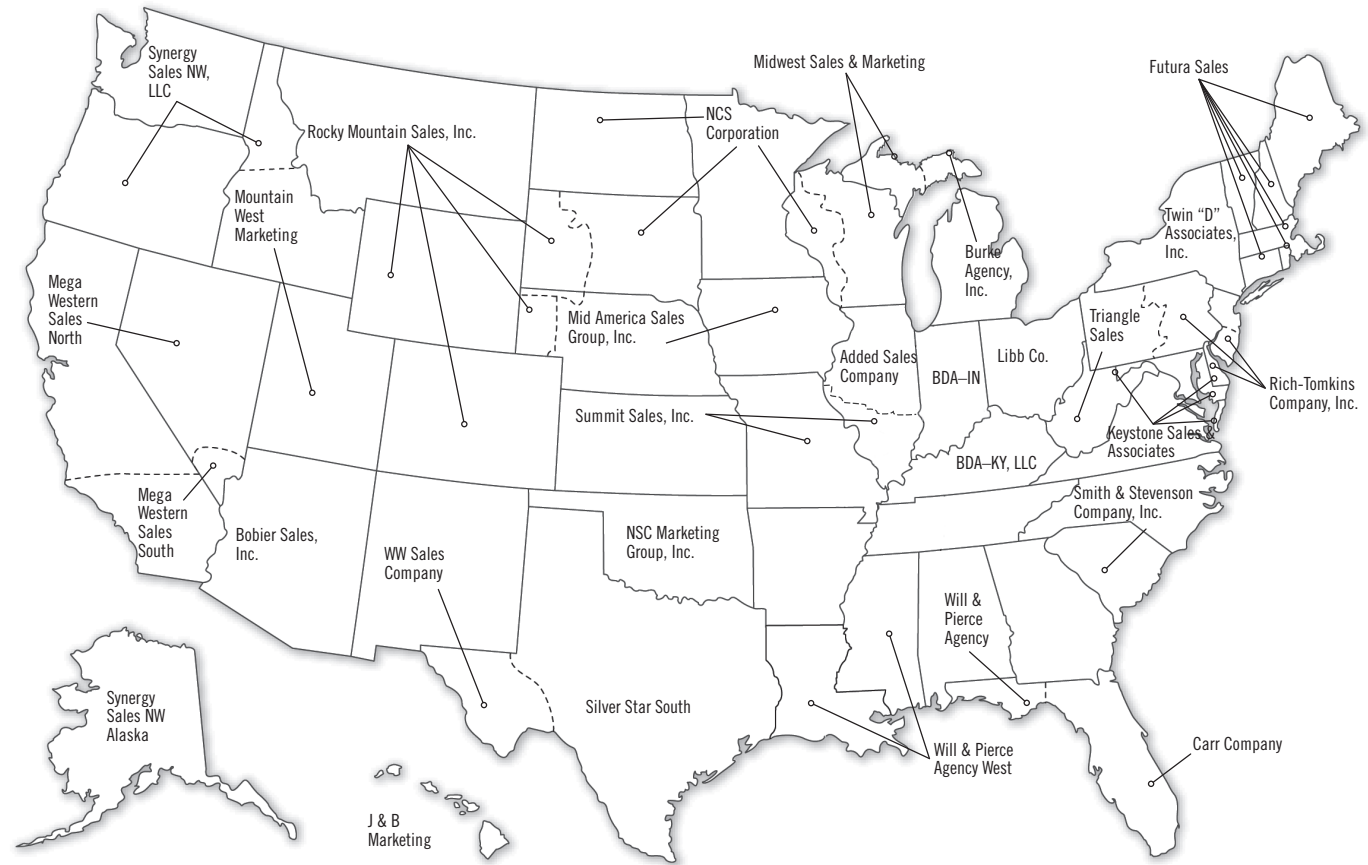 Synergy
Sales NW,
LLC
Midwest Sales & Marketing
Futura Sales
NCS
Corporation
Rocky Mountain Sales, Inc.
Mountain
West
Marketing
Twin “D”
Associates,
Inc.
Burke
Agency,
Inc.
Mega
Western
Sales
North
Mid America Sales
Group, Inc.
Triangle
Sales
Added Sales
Company
Libb Co.
BDA–IN
Rich-Tomkins
Company, Inc.
Summit Sales, Inc.
Keystone Sales &
Associates
BDA–KY, LLC
Mega
Western
Sales
South
Smith & Stevenson
Company, Inc.
Bobier Sales,
Inc.
NSC Marketing
Group, Inc.
WW Sales
Company
Will &
Pierce
Agency
Synergy
Sales NW
Alaska
Silver Star South
Will & Pierce
Agency West
Carr Company
J & B
Marketing